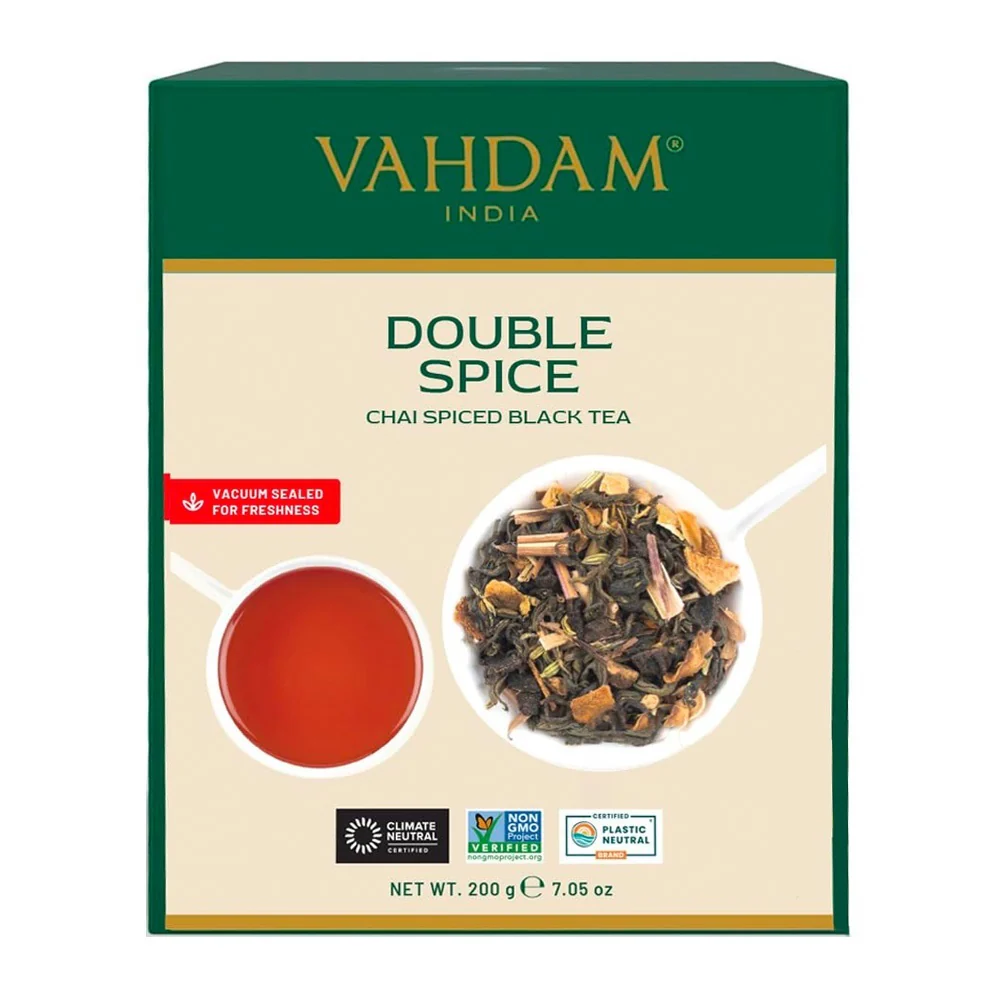 VAHDAM®
INDIA
DOUBLE
SPICE
CHAI SPICED BLACK TEA
VACUUM SEALED
FOR FRESHNESS
CLIMATE
NEUTRAL
CERTIFIED
NON
GMO
Project
VERIFIED
nongmoproject.org
CERTIFIED
PLASTIC
NEUTRAL
BRAND
NET WT. 200 g ℮ 7.05 oz